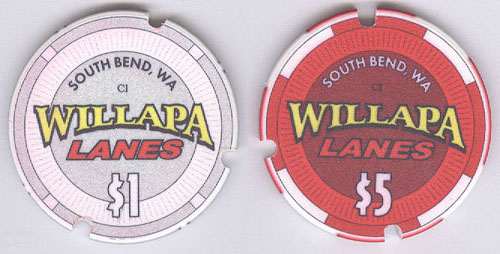 SOUTH BEND, WA
CI
WILLAPA
LANES
$1
SOUTH BEND, WA
CI
WILLAPA
LANES
$5